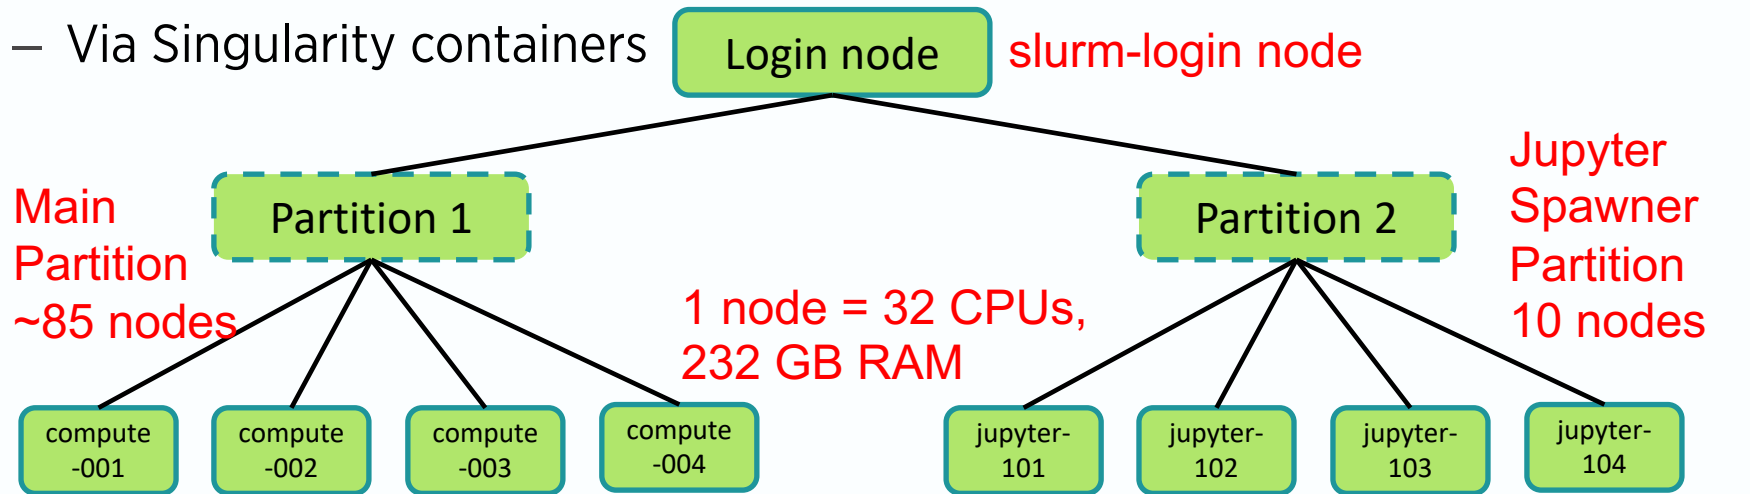 – Via Singularity containers
Login node
slurm-login node
Main
Partition
~85 nodes
Partition 1
1 node = 32 CPUs,
232 GB RAM
Partition 2
Jupyter
Spawner
Partition
10 nodes
compute
-001
compute
-002
compute
-003
compute
-004
jupyter-
101
jupyter-
102
jupyter-
103
jupyter-
104